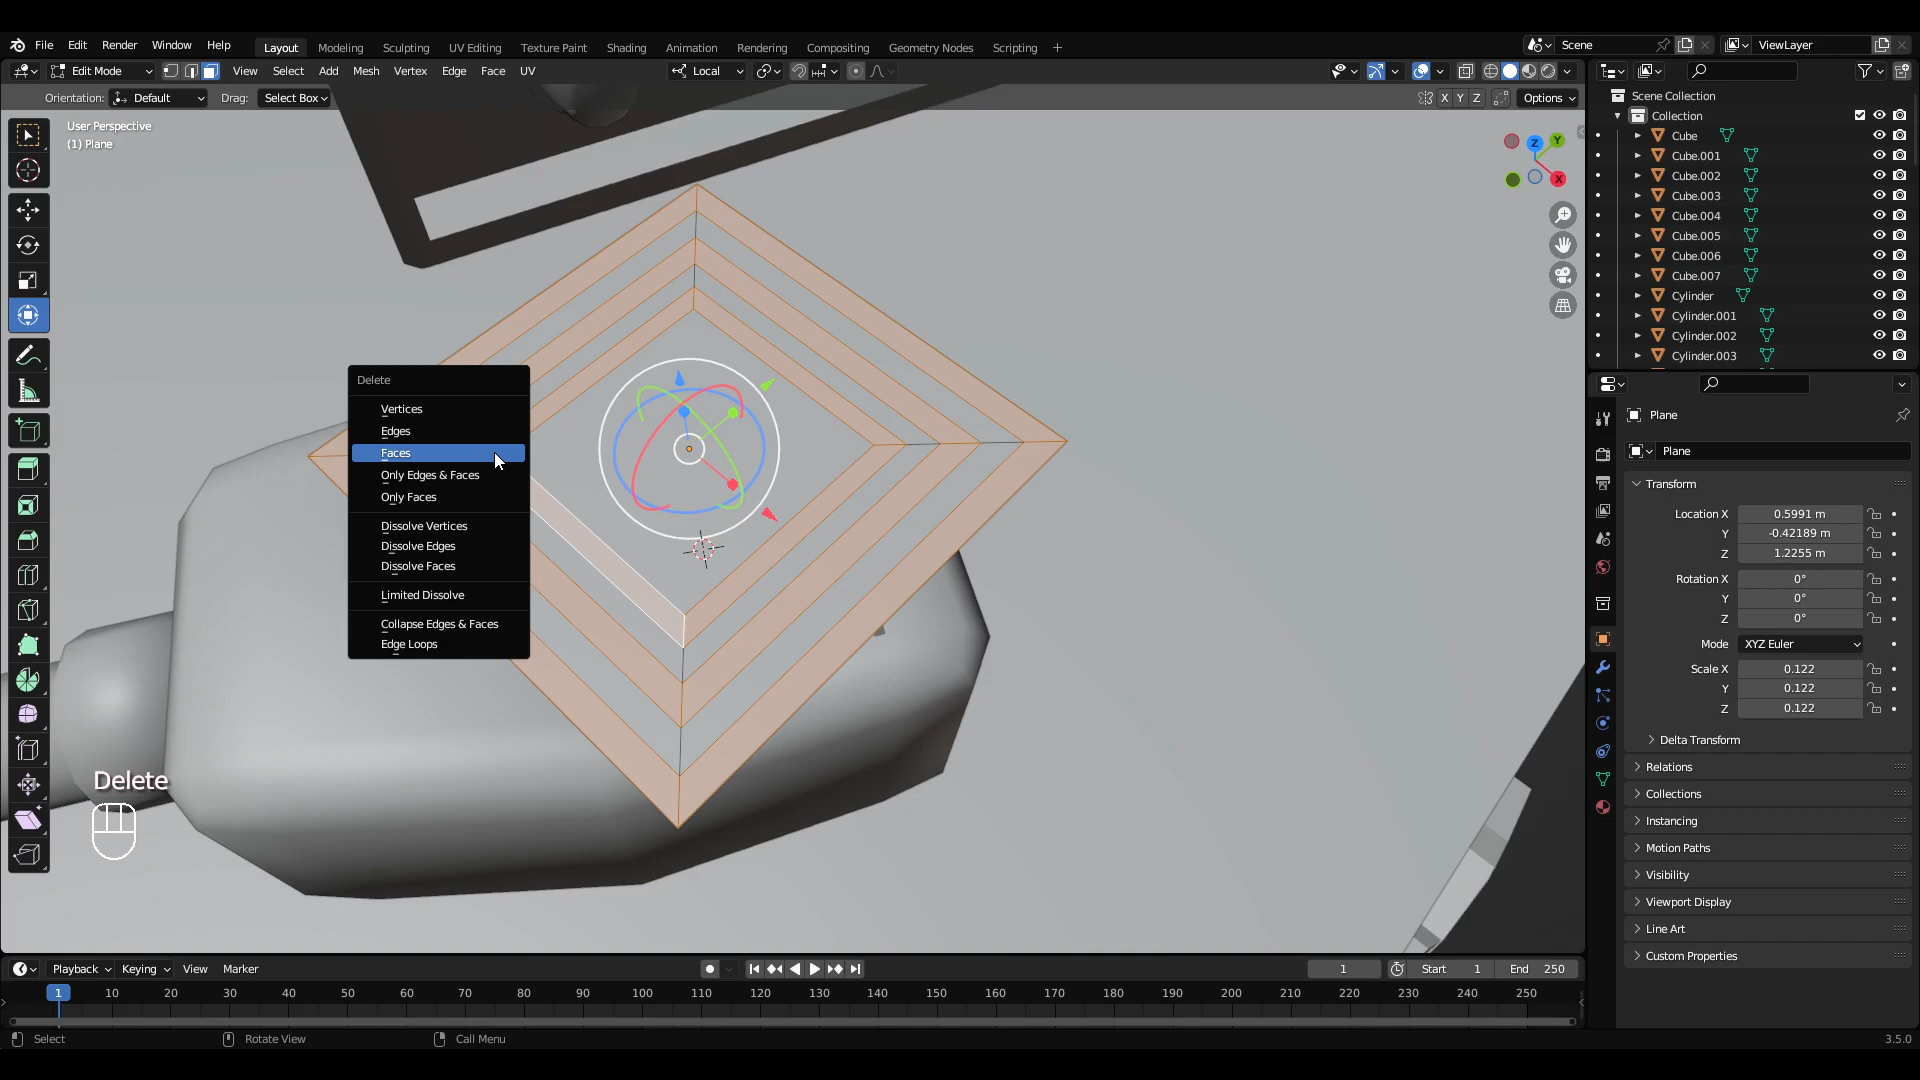 File Edit Render Window Help Layout Modeling Sculpting UV Editing Texture Paint Shading Animation Rendering Compositing Geometry Nodes Scripting + Scene ViewLayer
Edit Mode View Select Add Mesh Vertex Edge Face UV Local
Orientation: Default Drag: Select Box X Y Z Options
User Perspective
(1) Plane
Z Y X
Delete
Vertices
Edges
Faces
Only Edges & Faces
Only Faces
Dissolve Vertices
Dissolve Edges
Dissolve Faces
Limited Dissolve
Collapse Edges & Faces
Edge Loops
Delete
Scene Collection
Collection
Cube
Cube.001
Cube.002
Cube.003
Cube.004
Cube.005
Cube.006
Cube.007
Cylinder
Cylinder.001
Cylinder.002
Cylinder.003
Plane
Plane
Transform
Location X 0.5991 m
Y -0.42189 m
Z 1.2255 m
Rotation X 0°
Y 0°
Z 0°
Mode XYZ Euler
Scale X 0.122
Y 0.122
Z 0.122
Delta Transform
Relations
Collections
Instancing
Motion Paths
Visibility
Viewport Display
Line Art
Custom Properties
Playback Keying View Marker 1 Start 1 End 250
1 10 20 30 40 50 60 70 80 90 100 110 120 130 140 150 160 170 180 190 200 210 220 230 240 250
Select Rotate View Call Menu 3.5.0